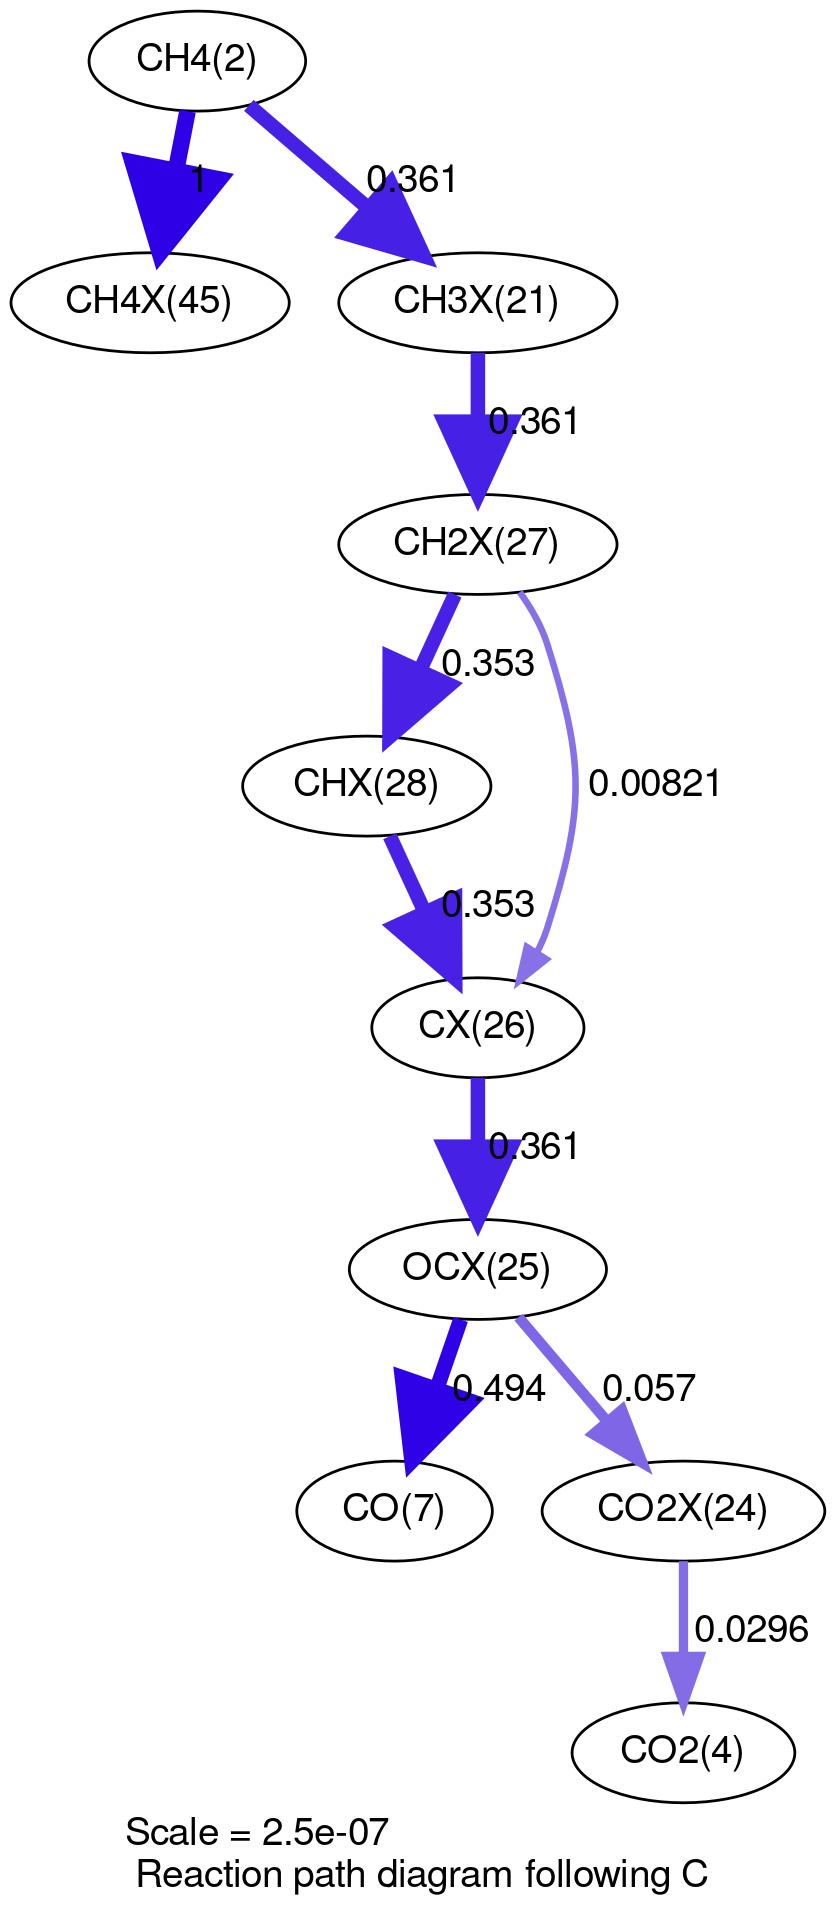 CH4(2)
1
0.361
CH4X(45)
CH3X(21)
0.361
CH2X(27)
0.353
CHX(28)
0.00821
0.353
CX(26)
0.361
OCX(25)
0.494
0.057
CO(7)
CO2X(24)
0.0296
CO2(4)
Scale = 2.5e-07
Reaction path diagram following C